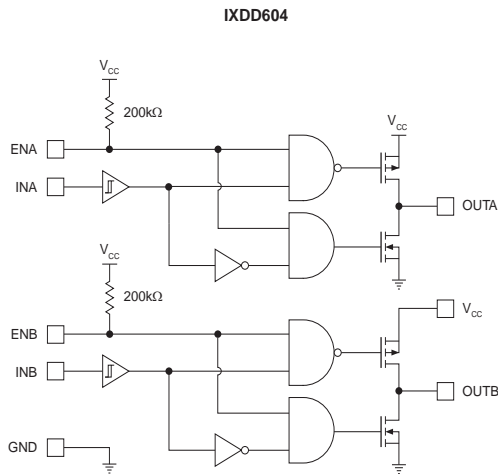 IXDD604
VCC
200kΩ
VCC
ENA
INA
OUTA
VCC
200kΩ
VCC
ENB
INB
OUTB
GND